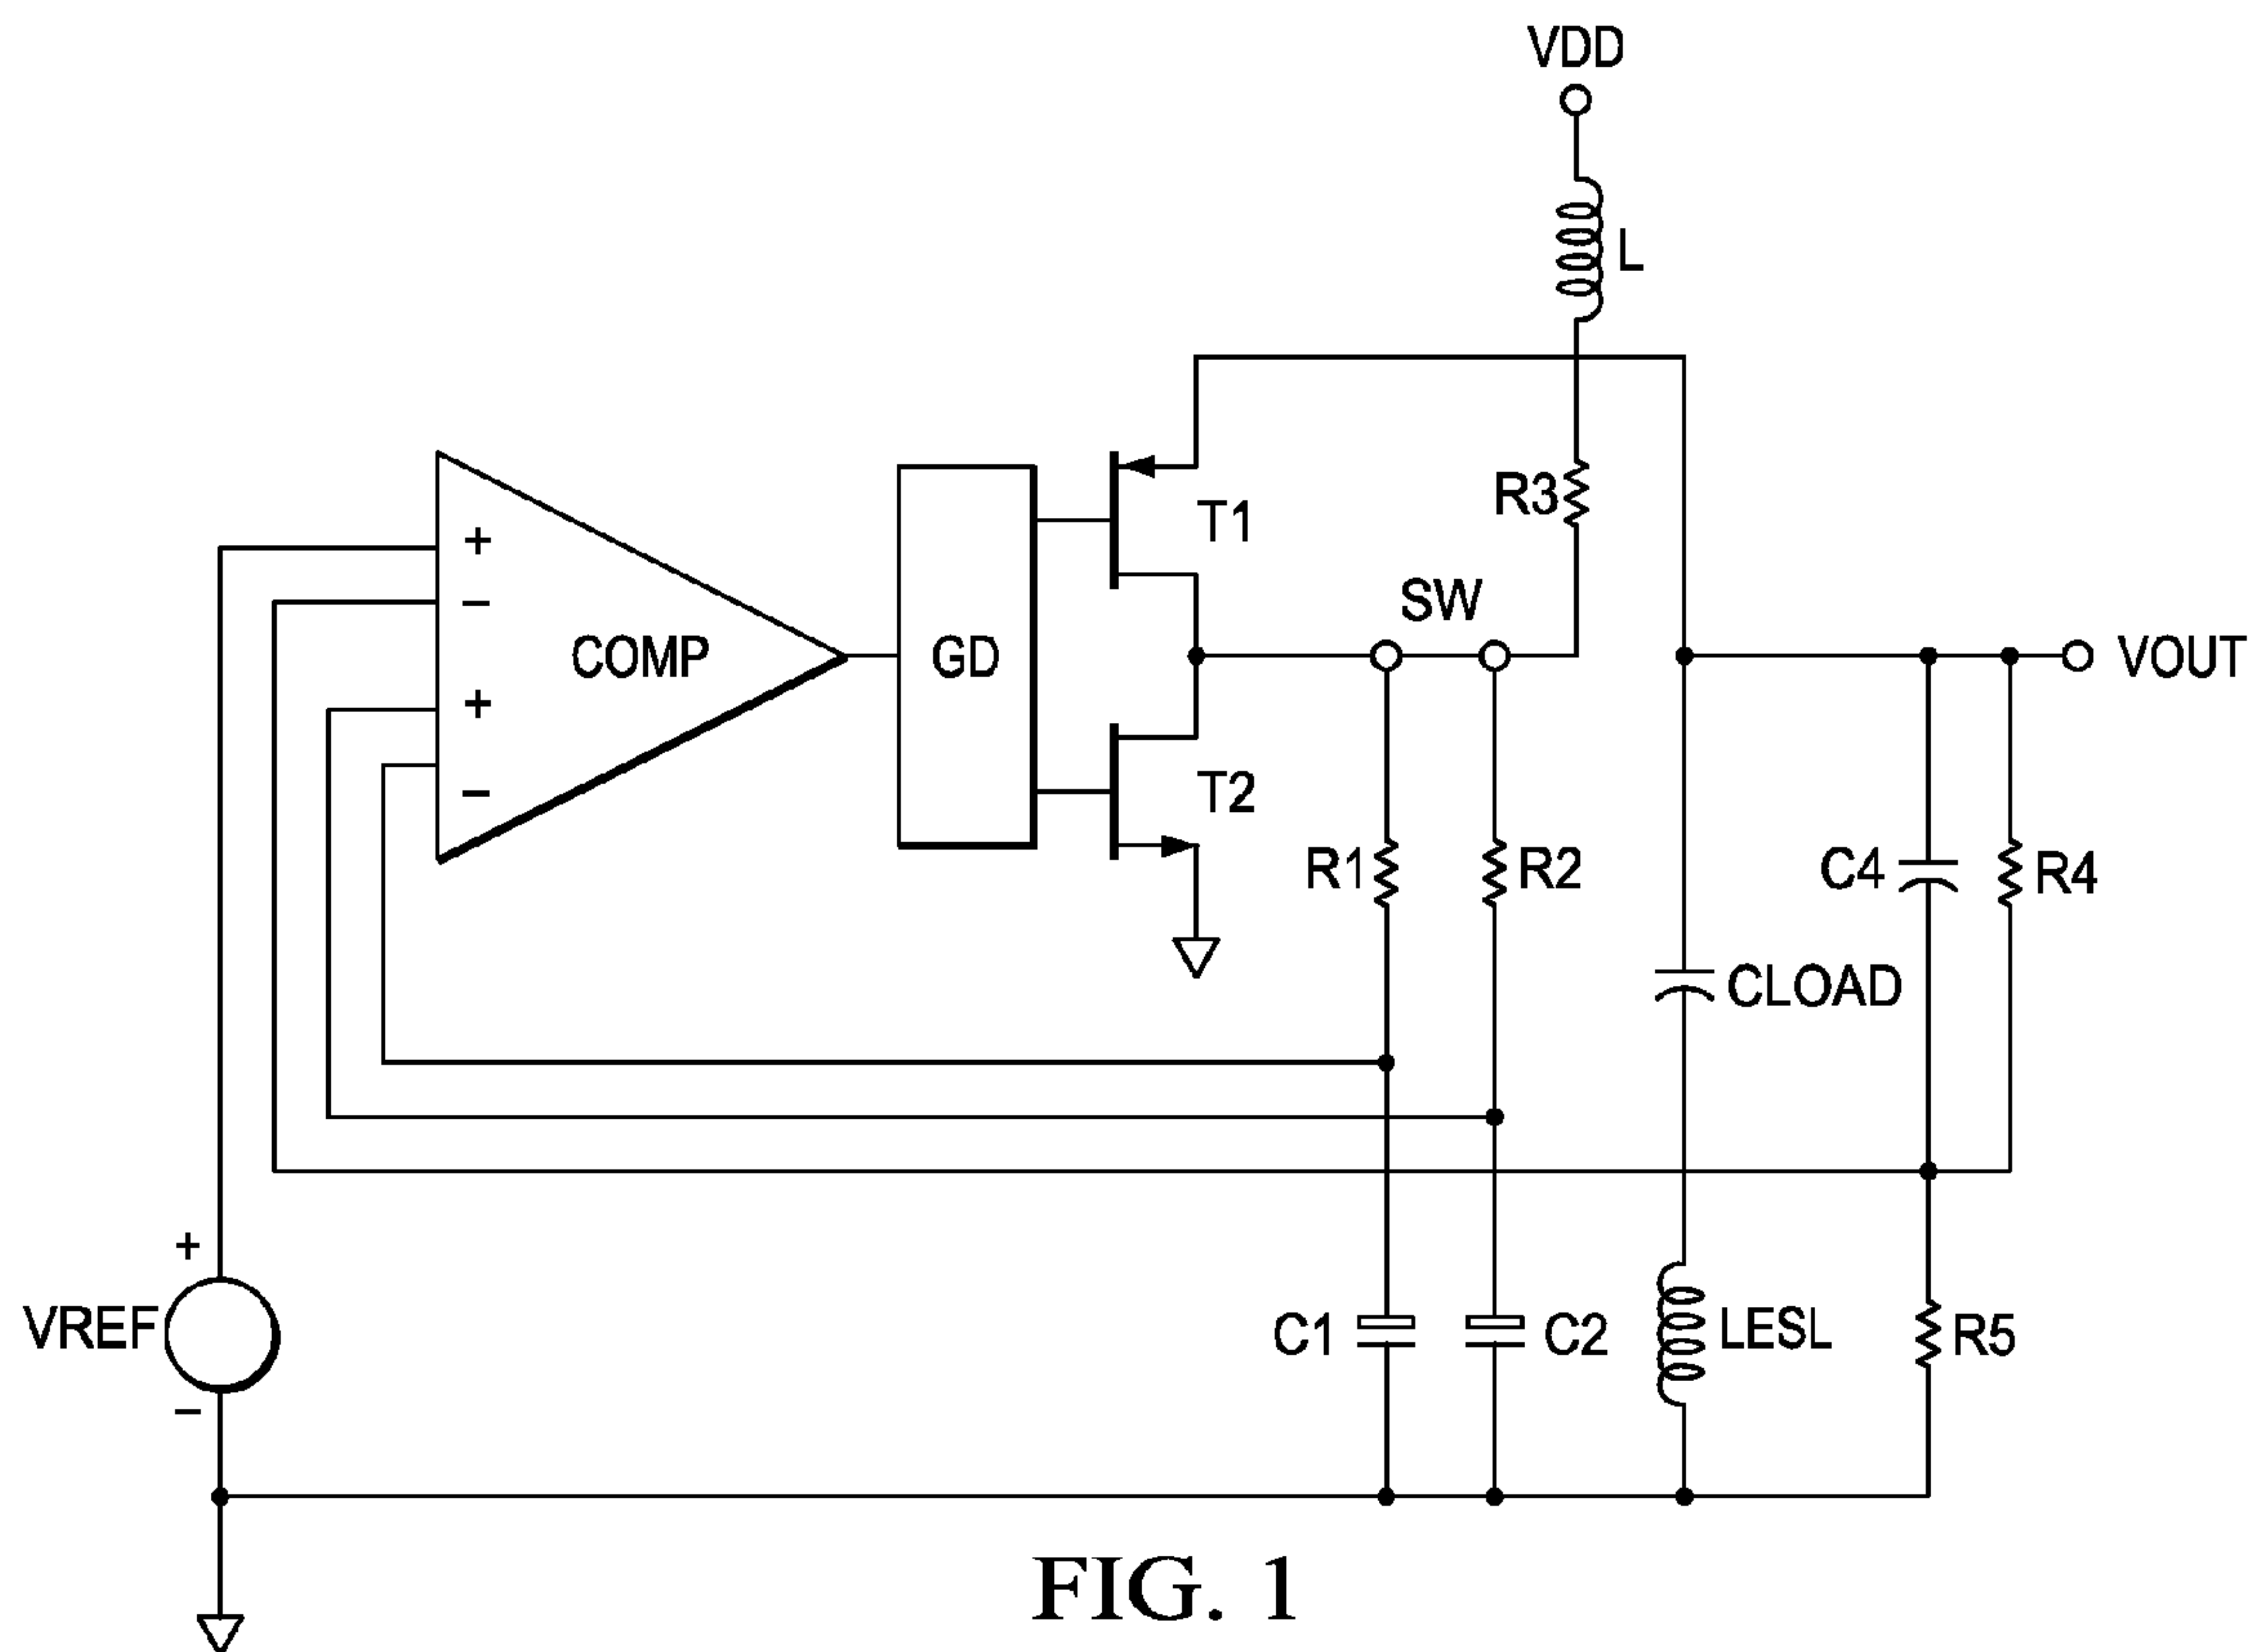 VDD
L
R3
+
−
COMP
+
−
GD
T1
SW
VOUT
T2
R1
R2
C4
R4
CLOAD
+
VREF
−
C1
C2
LESL
R5
FIG. 1